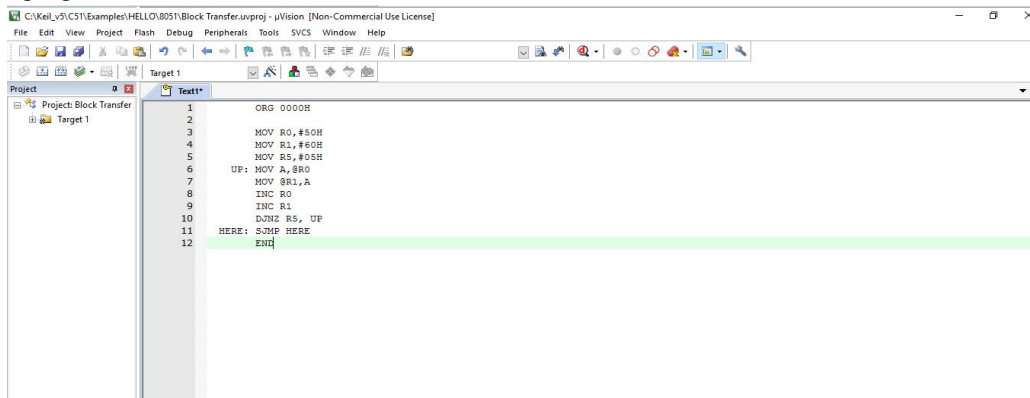 C:\Keil_v5\C51\Examples\HELLO\8051\Block Transfer.uvproj - µVision [Non-Commercial Use License]
File Edit View Project Flash Debug Peripherals Tools SVCS Window Help
Target 1
Project
Text1*
Project: Block Transfer
Target 1
1 ORG 0000H
2
3 MOV R0,#50H
4 MOV R1,#60H
5 MOV R5,#05H
6 UP: MOV A,@R0
7 MOV @R1,A
8 INC R0
9 INC R1
10 DJNZ R5, UP
11 HERE: SJMP HERE
12 END